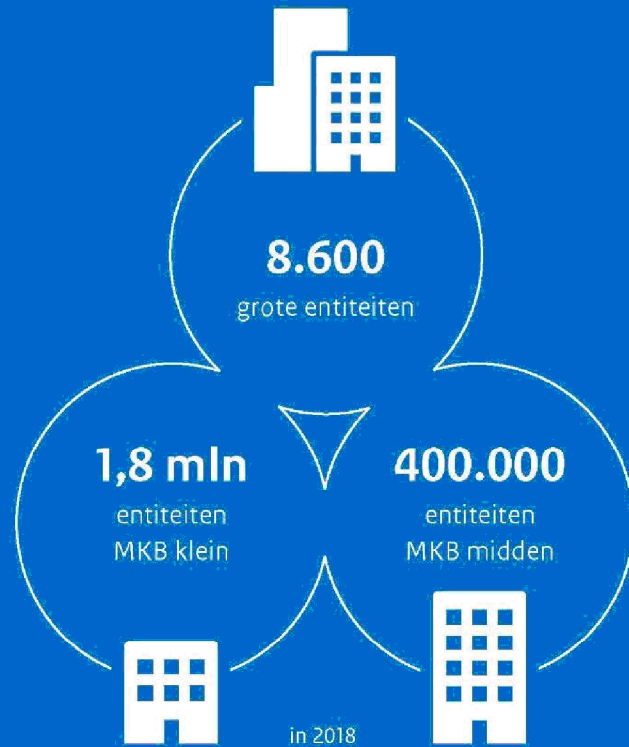 8.600
grote entiteiten
1,8 mln
entiteiten
MKB klein
400.000
entiteiten
MKB midden
in 2018